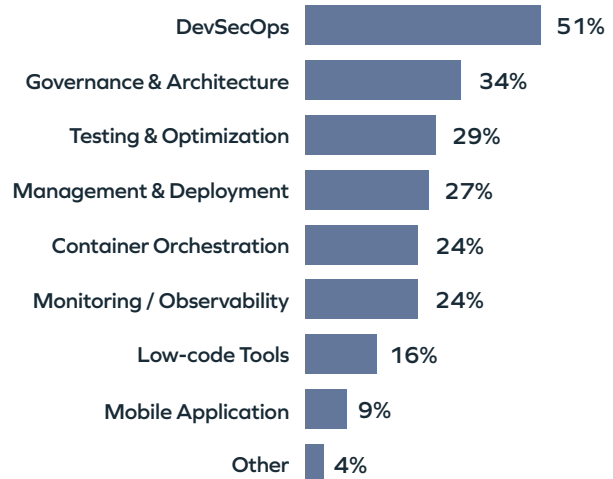 DevSecOps 51%
Governance & Architecture 34%
Testing & Optimization 29%
Management & Deployment 27%
Container Orchestration 24%
Monitoring / Observability 24%
Low-code Tools 16%
Mobile Application 9%
Other 4%